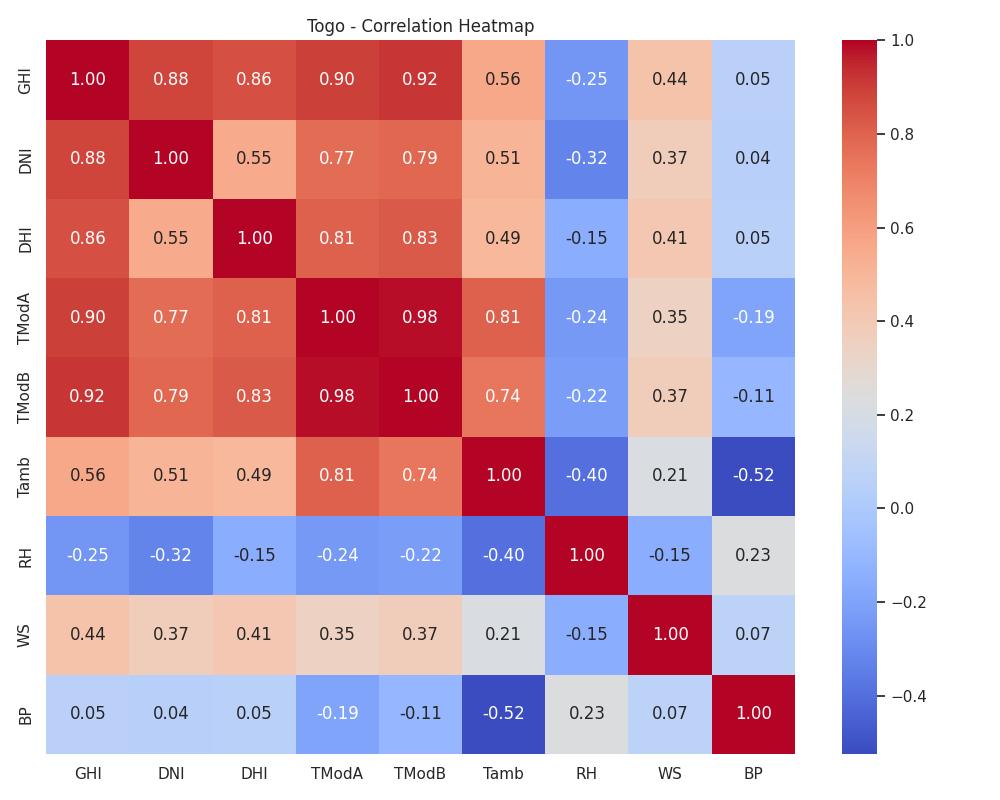 Togo - Correlation Heatmap
GHI 1.00 0.88 0.86 0.90 0.92 0.56 -0.25 0.44 0.05
DNI 0.88 1.00 0.55 0.77 0.79 0.51 -0.32 0.37 0.04
DHI 0.86 0.55 1.00 0.81 0.83 0.49 -0.15 0.41 0.05
TModA 0.90 0.77 0.81 1.00 0.98 0.81 -0.24 0.35 -0.19
TModB 0.92 0.79 0.83 0.98 1.00 0.74 -0.22 0.37 -0.11
Tamb 0.56 0.51 0.49 0.81 0.74 1.00 -0.40 0.21 -0.52
RH -0.25 -0.32 -0.15 -0.24 -0.22 -0.40 1.00 -0.15 0.23
WS 0.44 0.37 0.41 0.35 0.37 0.21 -0.15 1.00 0.07
BP 0.05 0.04 0.05 -0.19 -0.11 -0.52 0.23 0.07 1.00
GHI DNI DHI TModA TModB Tamb RH WS BP
1.0
0.8
0.6
0.4
0.2
0.0
−0.2
−0.4